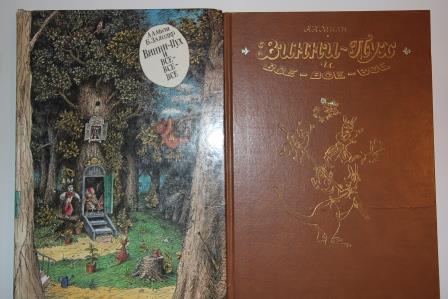 А.А.Милн
Б.Заходер
Винни-Пух
и
все-
все-
все
А.А.Милн
Винни-Пух
и
все-все-все